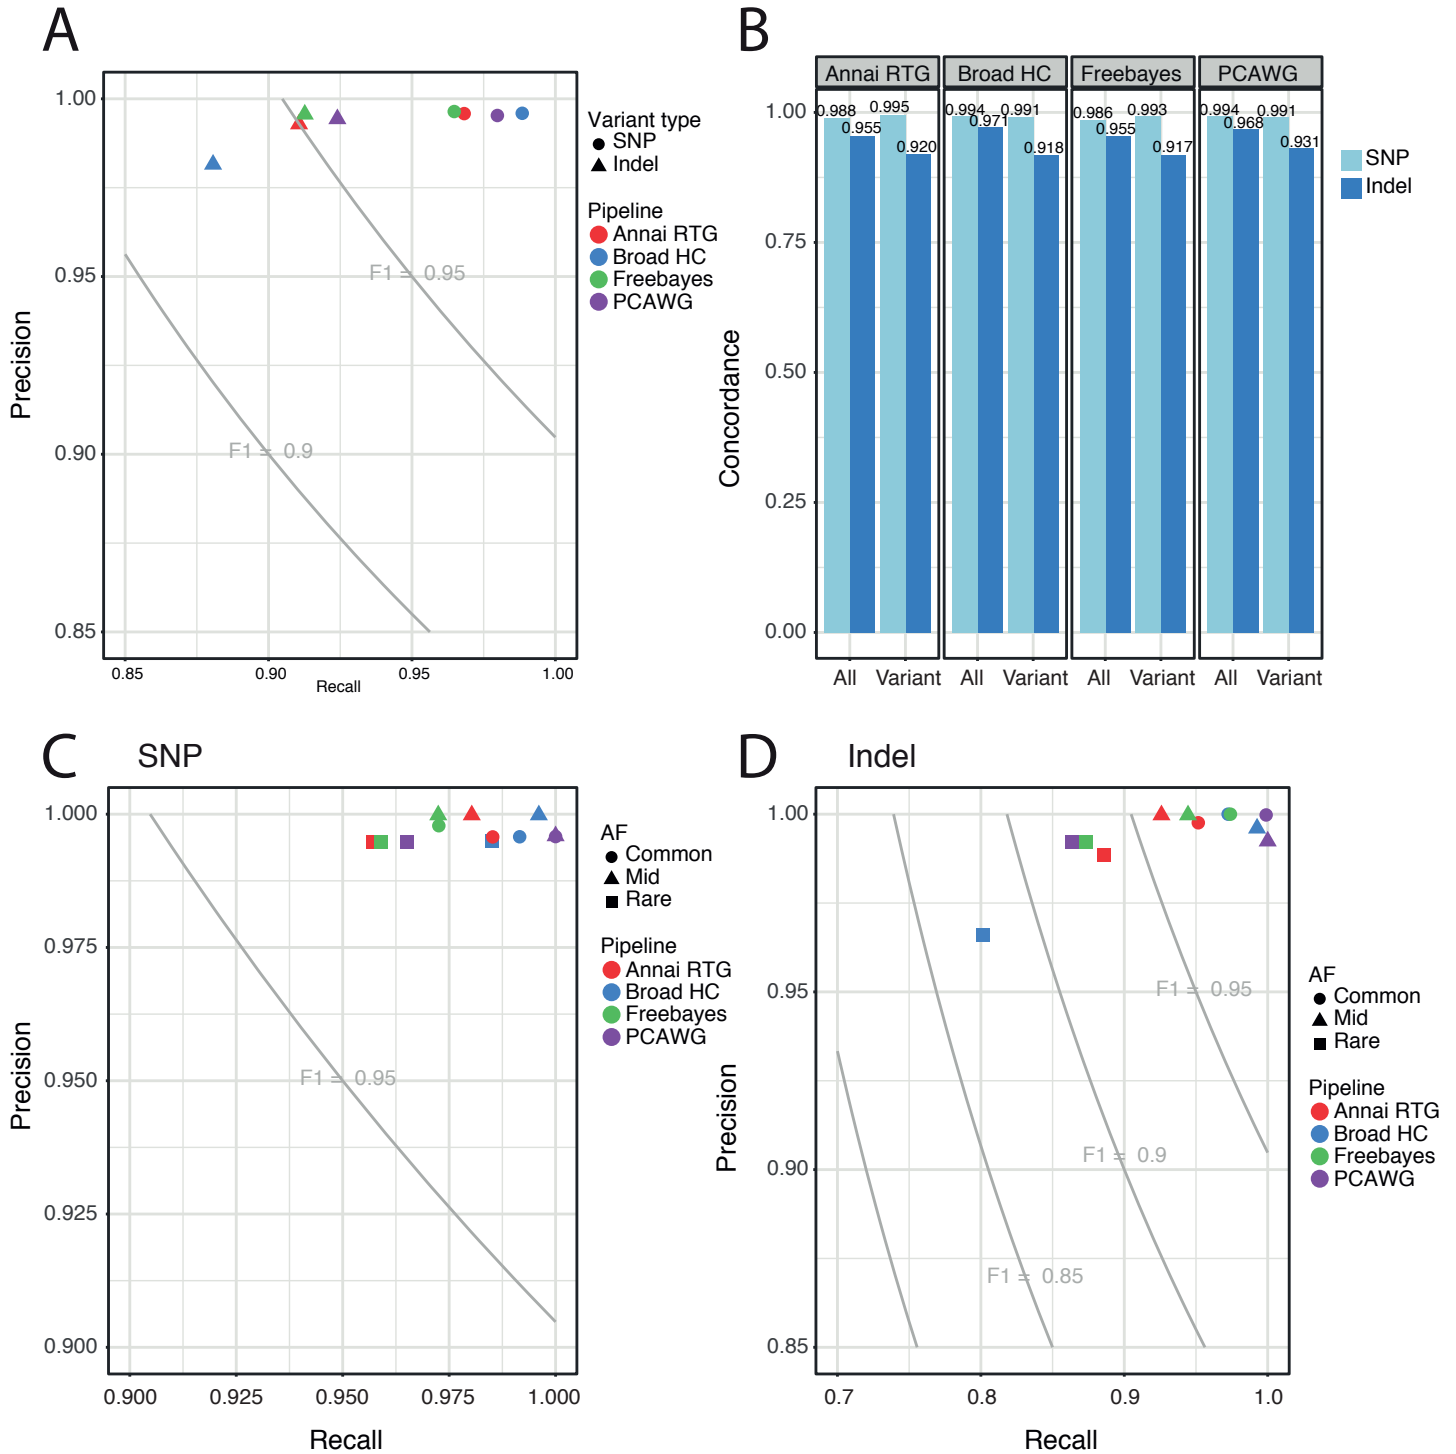 A
1.00
0.95
0.90
0.85
Precision
F1 = 0.95
F1 = 0.9
0.85 0.90 0.95 1.00
Recall
Variant type
SNP
Indel
Pipeline
Annai RTG
Broad HC
Freebayes
PCAWG
B
Annai RTG Broad HC Freebayes PCAWG
0.988 0.995 0.994 0.991 0.986 0.993 0.994 0.991
0.955 0.920 0.971 0.918 0.955 0.917 0.968 0.931
1.00
0.75
0.50
0.25
0.00
Concordance
All Variant All Variant All Variant All Variant
SNP
Indel
C SNP
1.000
0.975
0.950
0.925
0.900
Precision
F1 = 0.95
0.900 0.925 0.950 0.975 1.000
Recall
AF
Common
Mid
Rare
Pipeline
Annai RTG
Broad HC
Freebayes
PCAWG
D Indel
1.00
0.95
0.90
0.85
Precision
F1 = 0.95
F1 = 0.9
F1 = 0.85
0.7 0.8 0.9 1.0
Recall
AF
Common
Mid
Rare
Pipeline
Annai RTG
Broad HC
Freebayes
PCAWG